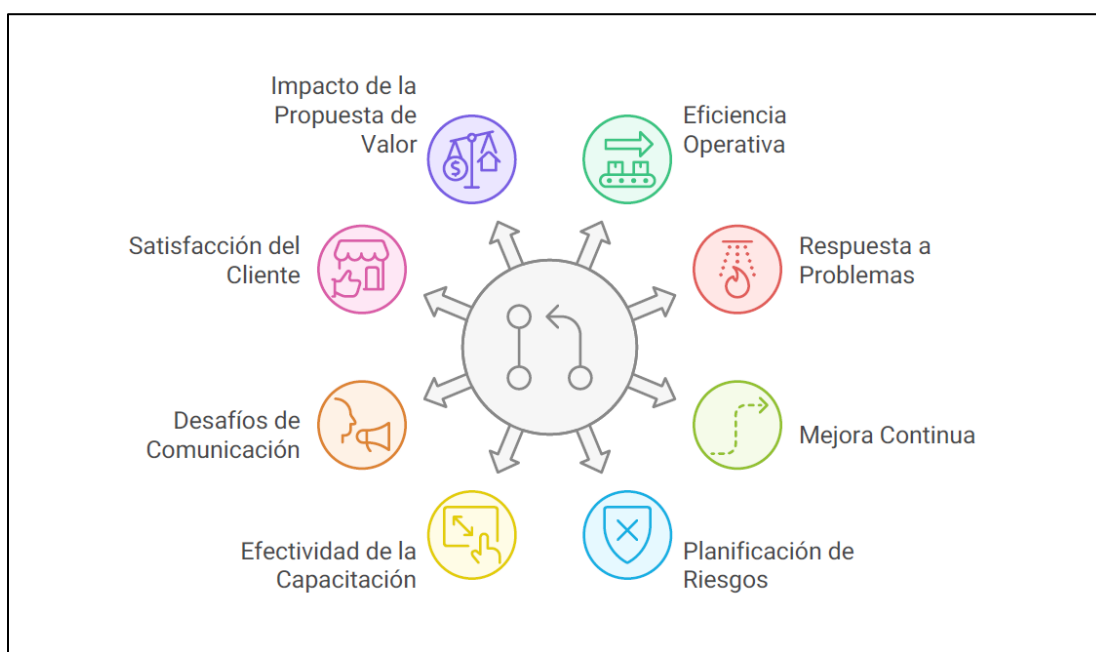 Impacto de la
Propuesta de
Valor
Eficiencia
Operativa
Satisfacción del
Cliente
Respuesta a
Problemas
Desafíos de
Comunicación
Mejora Continua
Efectividad de la
Capacitación
Planificación de
Riesgos
$